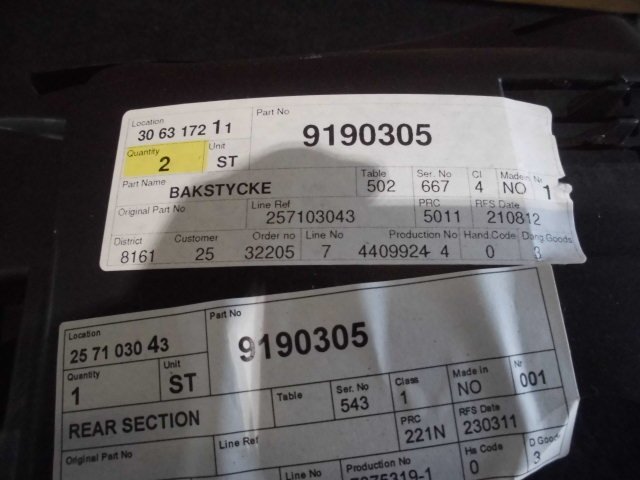 Location Part No
30 63 172 11 9190305
Quantity Unit
2 ST
Part Name Table Ser. No Cl Made in Nr
BAKSTYCKE 502 667 4 NO 1
Original Part No Line Ref PRC RFS Date
257103043 5011 210812
District Customer Order no Line No Production No Hand.Code Dang Goods
8161 25 32205 7 4409924- 4 0 3
Location Part No
25 71 030 43 9190305
Quantity Unit
1 ST
Table Ser. No Class Made in Nr
REAR SECTION 543 1 NO 001
Original Part No Line Ref PRC RFS Date
221N 230311
Line No Production No Hs Code D Goods
0 3